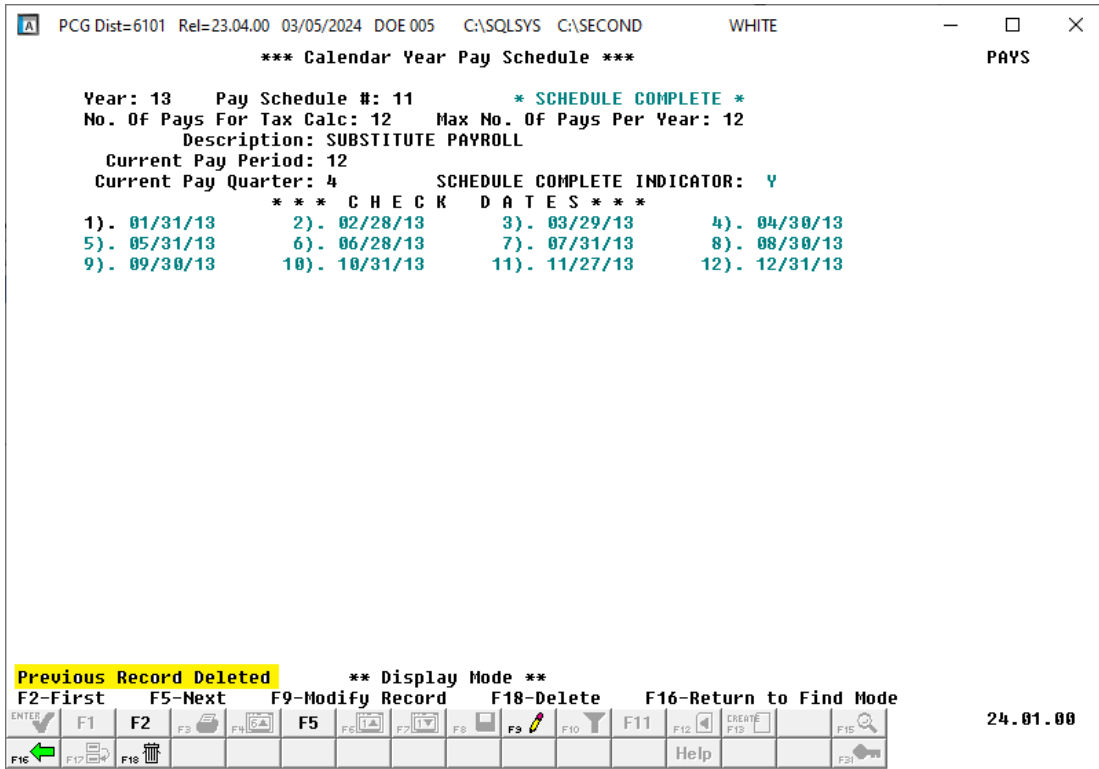 A PCG Dist=6101 Rel=23.04.00 03/05/2024 DOE 005 C:\SQLSYS C:\SECOND WHITE
*** Calendar Year Pay Schedule *** PAYS
Year: 13 Pay Schedule #: 11 * SCHEDULE COMPLETE *
No. Of Pays For Tax Calc: 12 Max No. Of Pays Per Year: 12
Description: SUBSTITUTE PAYROLL
Current Pay Period: 12
Current Pay Quarter: 4 SCHEDULE COMPLETE INDICATOR: Y
* * * C H E C K D A T E S * * *
1). 01/31/13 2). 02/28/13 3). 03/29/13 4). 04/30/13
5). 05/31/13 6). 06/28/13 7). 07/31/13 8). 08/30/13
9). 09/30/13 10). 10/31/13 11). 11/27/13 12). 12/31/13
Previous Record Deleted ** Display Mode **
F2-First F5-Next F9-Modify Record F18-Delete F16-Return to Find Mode
ENTER F1 F2 F3 F4 F5 F6 F7 F8 F9 F10 F11 F12 CREATE F13 F15 24.01.00
F16 F17 F18 Help F31